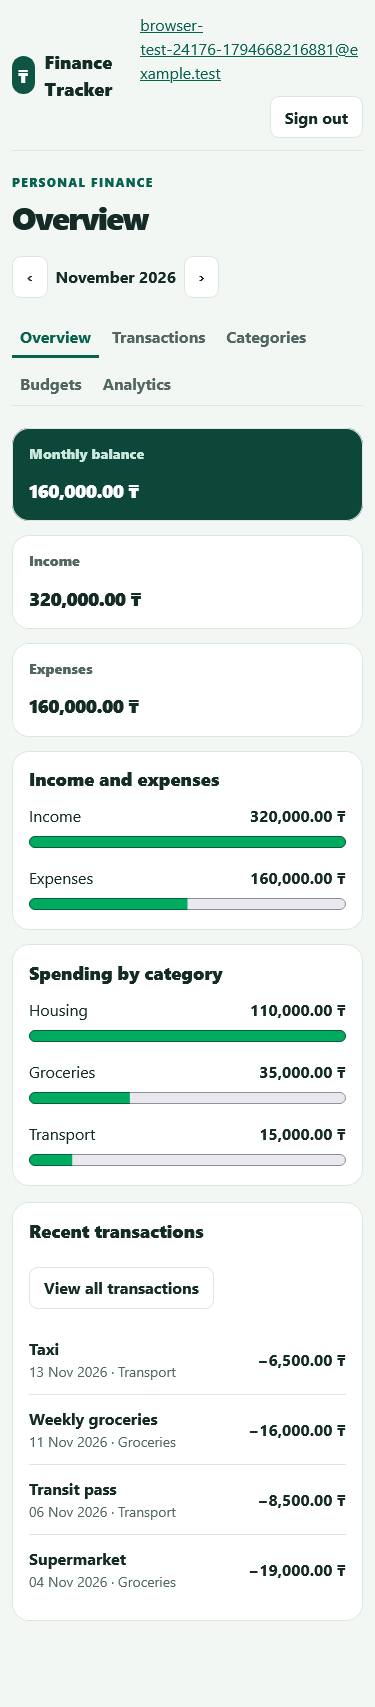 browser-
test-24176-1794668216881@e
xample.test
₸
Finance
Tracker
Sign out
PERSONAL FINANCE
Overview
‹ November 2026 ›
Overview Transactions Categories
Budgets Analytics
Monthly balance
160,000.00 ₸
Income
320,000.00 ₸
Expenses
160,000.00 ₸
Income and expenses
Income 320,000.00 ₸
Expenses 160,000.00 ₸
Spending by category
Housing 110,000.00 ₸
Groceries 35,000.00 ₸
Transport 15,000.00 ₸
Recent transactions
View all transactions
Taxi
13 Nov 2026 · Transport
−6,500.00 ₸
Weekly groceries
11 Nov 2026 · Groceries
−16,000.00 ₸
Transit pass
06 Nov 2026 · Transport
−8,500.00 ₸
Supermarket
04 Nov 2026 · Groceries
−19,000.00 ₸